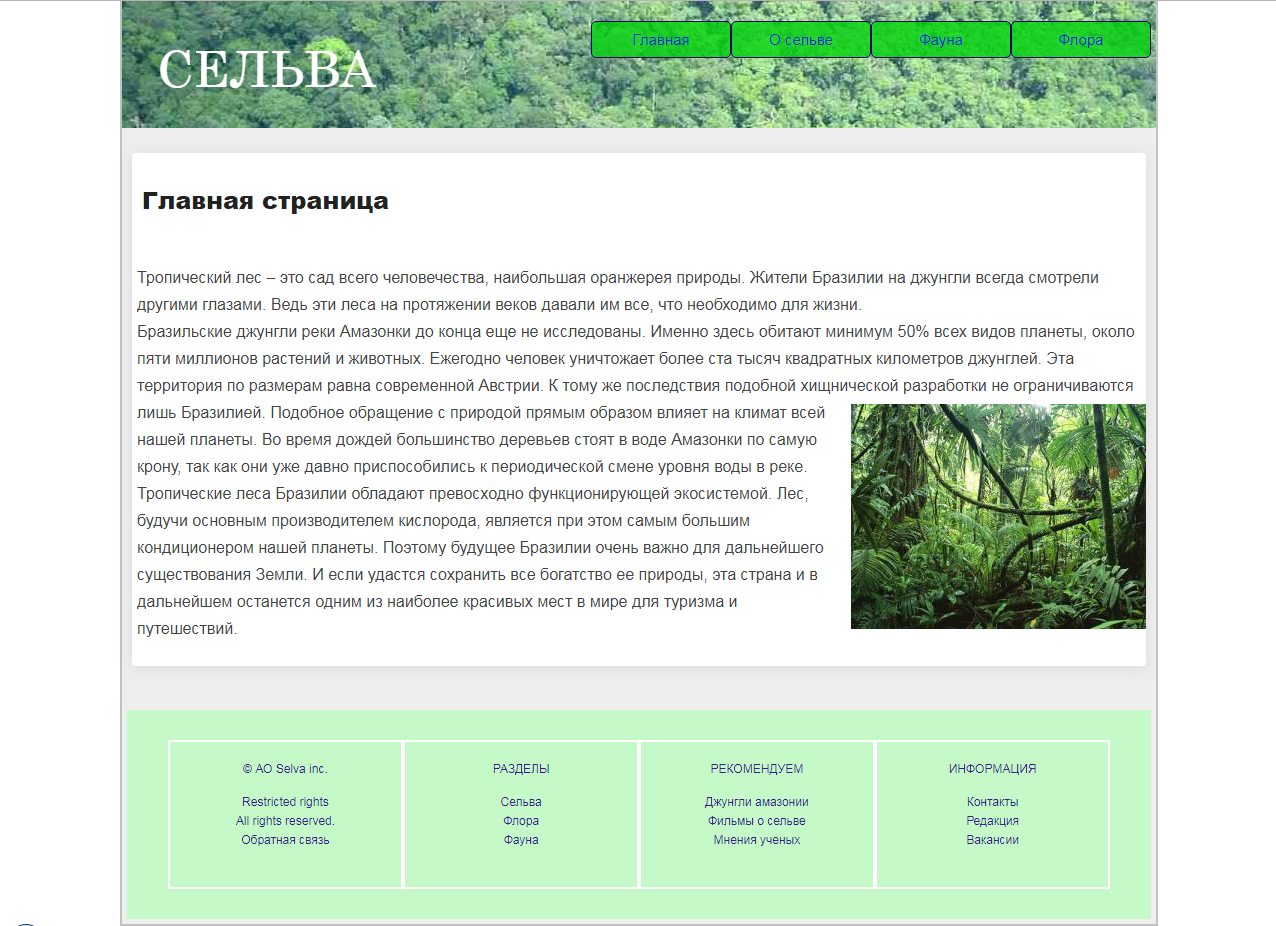 СЕЛЬВА
Главная
О сельве
Фауна
Флора
Главная страница
Тропический лес – это сад всего человечества, наибольшая оранжерея природы. Жители Бразилии на джунгли всегда смотрели
другими глазами. Ведь эти леса на протяжении веков давали им все, что необходимо для жизни.
Бразильские джунгли реки Амазонки до конца еще не исследованы. Именно здесь обитают минимум 50% всех видов планеты, около
пяти миллионов растений и животных. Ежегодно человек уничтожает более ста тысяч квадратных километров джунглей. Эта
территория по размерам равна современной Австрии. К тому же последствия подобной хищнической разработки не ограничиваются
лишь Бразилией. Подобное обращение с природой прямым образом влияет на климат всей
нашей планеты. Во время дождей большинство деревьев стоят в воде Амазонки по самую
крону, так как они уже давно приспособились к периодической смене уровня воды в реке.
Тропические леса Бразилии обладают превосходно функционирующей экосистемой. Лес,
будучи основным производителем кислорода, является при этом самым большим
кондиционером нашей планеты. Поэтому будущее Бразилии очень важно для дальнейшего
существования Земли. И если удастся сохранить все богатство ее природы, эта страна и в
дальнейшем останется одним из наиболее красивых мест в мире для туризма и
путешествий.
© АО Selva inc.
Restricted rights
All rights reserved.
Обратная связь
РАЗДЕЛЫ
Сельва
Флора
Фауна
РЕКОМЕНДУЕМ
Джунгли амазонии
Фильмы о сельве
Мнения ученых
ИНФОРМАЦИЯ
Контакты
Редакция
Вакансии